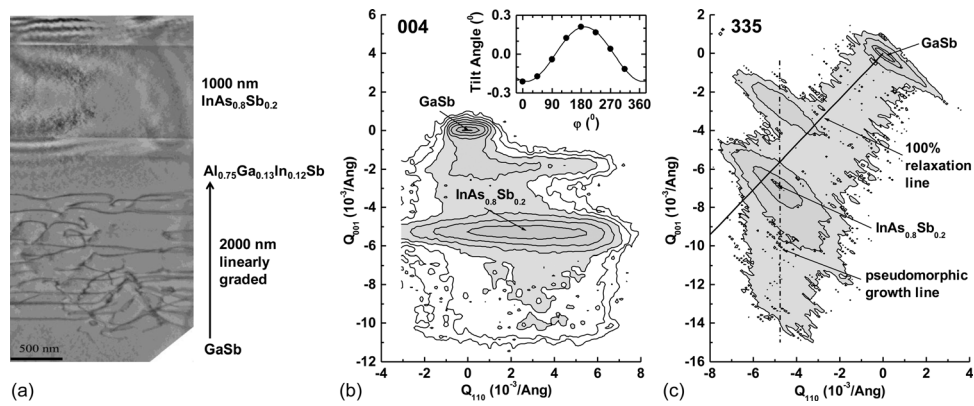 1000 nm
InAs0.8Sb0.2
Al0.75Ga0.13In0.12Sb
2000 nm
linearly
graded
GaSb
500 nm
(a)
004
Tilt Angle (⁰)
0.3
0.0
-0.3
0 90 180 270 360
φ (⁰)
GaSb
InAs0.8Sb0.2
Q001 (10-3/Ang)
6
4
2
0
-2
-4
-6
-8
-10
-12
-4 -2 0 2 4 6 8
Q110 (10-3/Ang)
(b)
335
GaSb
100%
relaxation
line
InAs0.8Sb0.2
pseudomorphic
growth line
Q001 (10-3/Ang)
2
0
-2
-4
-6
-8
-10
-12
-14
-16
-8 -4 0 4
Q110 (10-3/Ang)
(c)